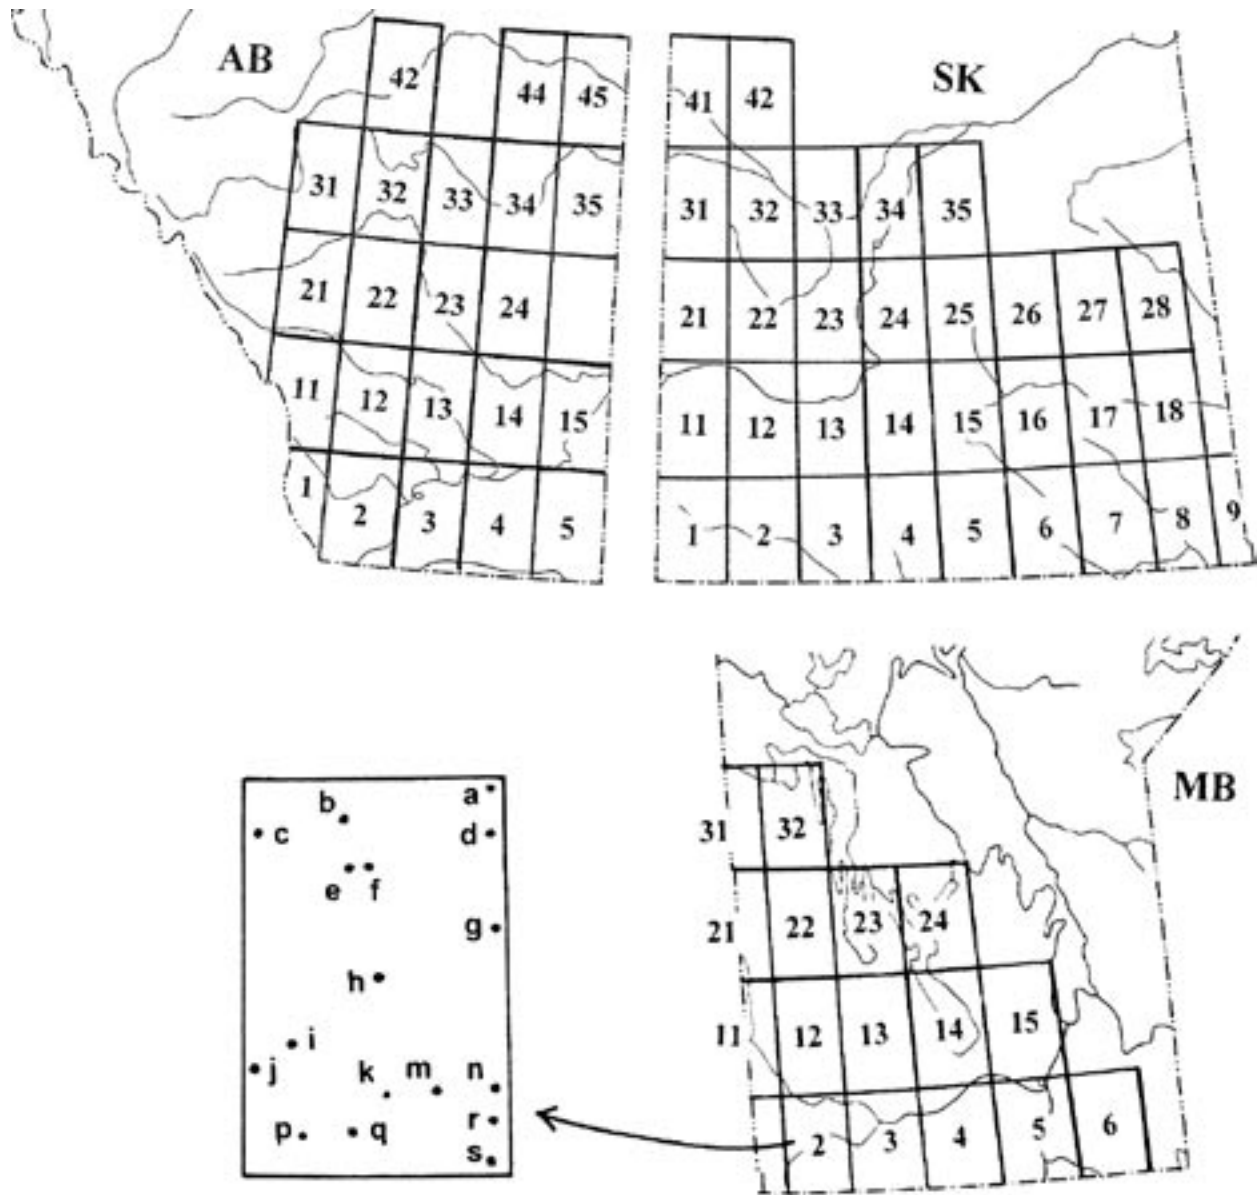 AB
42 44 45
31 32 33 34 35
21 22 23 24
11 12 13 14 15
1 2 3 4 5
SK
41 42
31 32 33 34 35
21 22 23 24 25 26 27 28
11 12 13 14 15 16 17 18
1 2 3 4 5 6 7 8 9
MB
31 32
21 22 23 24
11 12 13 14 15
2 3 4 5 6
a
b
c d
e f
g
h
i
j
k m n
r
p q
s